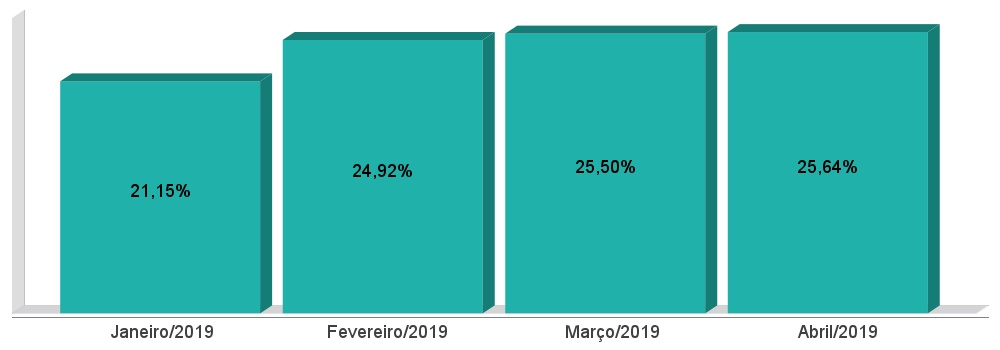 21,15%
24,92%
25,50%
25,64%
Janeiro/2019
Fevereiro/2019
Março/2019
Abril/2019